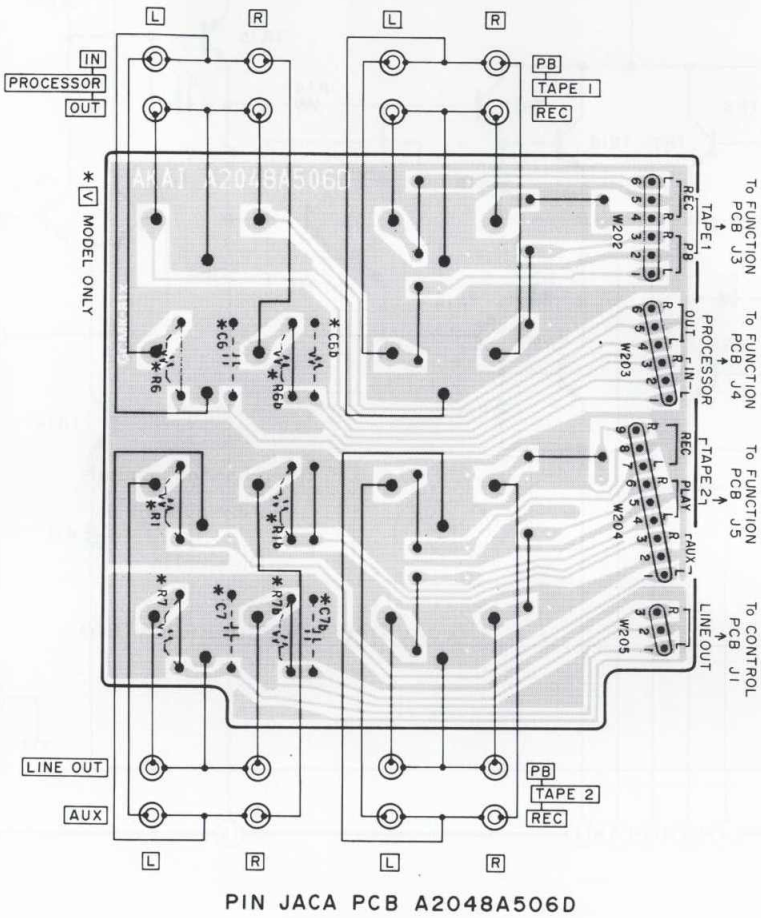 L R L R
IN
PROCESSOR
OUT
PB
TAPE 1
REC
* V MODEL ONLY
AKAI A2048A506D
*R6
*C6
*R6b
*C6b
*R1
*R1b
*R7
*C7
*R7b
*C7b
6 5 4 3 2 1
L R R L
REC PB
TAPE 1
W202
To FUNCTION
PCB J3
6 5 4 3 2 1
R L R L
OUT IN
PROCESSOR
W203
To FUNCTION
PCB J4
9 8 7 6 5 4 3 2 1
R L R L R L
REC PLAY AUX
TAPE 2
W204
To FUNCTION
PCB J5
3 2 1
R L
LINE OUT
W205
To CONTROL
PCB J1
LINE OUT
AUX
PB
TAPE 2
REC
L R L R
PIN JACA PCB A2048A506D